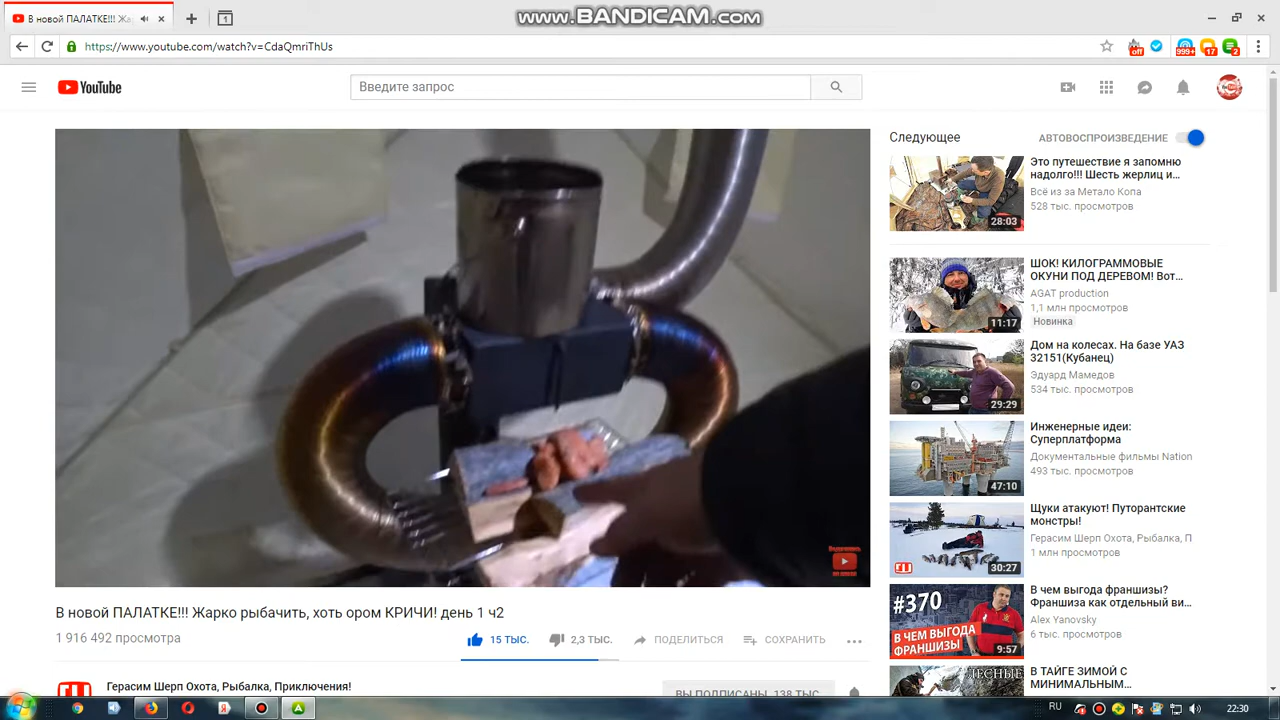 В новой ПАЛАТКЕ!!! Жа
1
WWW.BANDICAM.COM
https://www.youtube.com/watch?v=CdaQmriThUs
off
999+
17
2
YouTube
Введите запрос
Следующее
АВТОВОСПРОИЗВЕДЕНИЕ
Это путешествие я запомню
надолго!!! Шесть жерлиц и...
Всё из за Метало Копа
528 тыс. просмотров
28:03
ШОК! КИЛОГРАММОВЫЕ
ОКУНИ ПОД ДЕРЕВОМ! Вот...
AGAT production
1,1 млн просмотров
Новинка
11:17
Дом на колесах. На базе УАЗ
32151(Кубанец)
Эдуард Мамедов
534 тыс. просмотров
29:29
Инженерные идеи:
Суперплатформа
Документальные фильмы Nation
493 тыс. просмотров
47:10
Щуки атакуют! Путоранские
монстры!
Герасим Шерп Охота, Рыбалка, П
1 млн просмотров
30:27
В чем выгода франшизы?
Франшиза как отдельный ви...
Alex Yanovsky
6 тыс. просмотров
#370
В ЧЕМ ВЫГОДА
ФРАНШИЗЫ
9:57
В ТАЙГЕ ЗИМОЙ С
МИНИМАЛЬНЫМ...
ЛЕСНЫЕ
В новой ПАЛАТКЕ!!! Жарко рыбачить, хоть ором КРИЧИ! день 1 ч2
1 916 492 просмотра
15 ТЫС.
2,3 ТЫС.
ПОДЕЛИТЬСЯ
СОХРАНИТЬ
Герасим Шерп Охота, Рыбалка, Приключения!
ВЫ ПОДПИСАНЫ 138 ТЫС.
RU
22:30